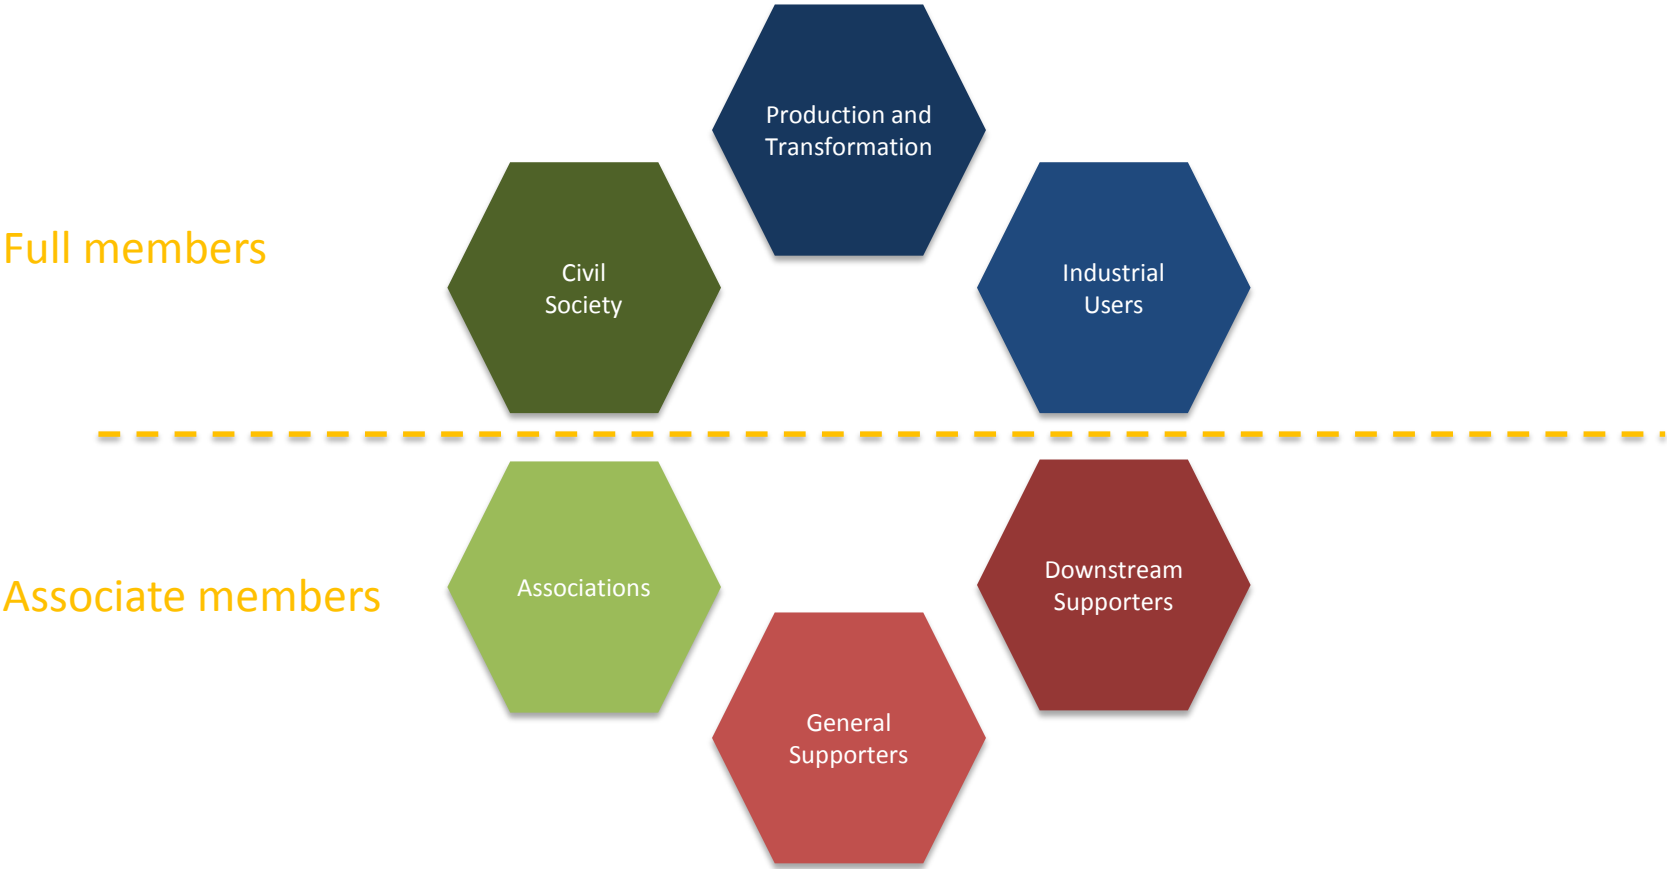 Production and
Transformation
Full members
Civil
Society
Industrial
Users
Associate members
Associations
Downstream
Supporters
General
Supporters